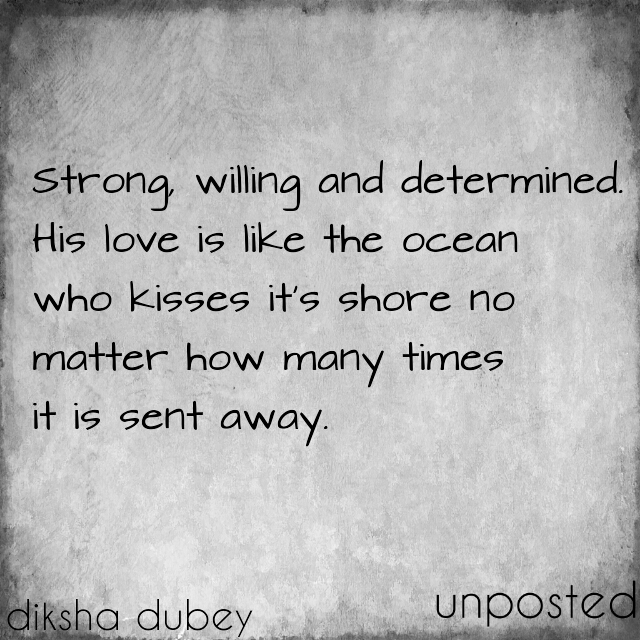 Strong, willing and determined.
His love is like the ocean
who kisses it's shore no
matter how many times
it is sent away.
diksha dubey
unposted